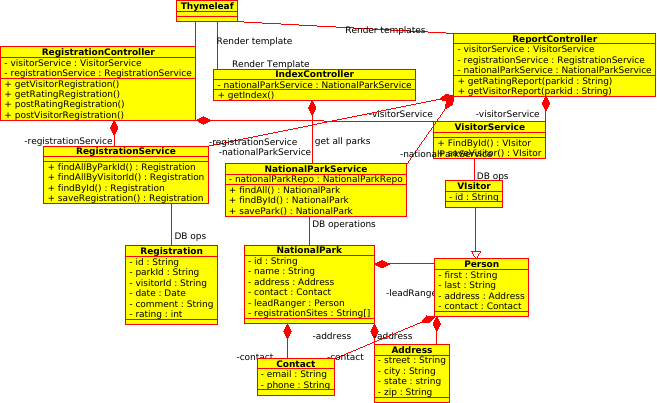 Thymeleaf
Render templates
Render template
Render Template
RegistrationController
- visitorService : VisitorService
- registrationService : RegistrationService
+ getVisitorRegistration()
+ getRatingRegistration()
+ postRatingRegistration()
+ postVisitorRegistration()
IndexController
- nationalParkService : NationalParkService
+ getIndex()
ReportController
- visitorService : VisitorService
- registrationService : RegistrationService
- nationalParkService : NationalParkService
+ getRatingReport(parkid : String)
+ getVisitorReport(parkid : String)
-visitorService
-visitorService
-registrationService
-registrationService
-nationalParkService
get all parks
-nationalParkService
RegistrationService
+ findAllByParkId() : Registration
+ findAllByVisitorId() : Registration
+ findById() : Registration
+ saveRegistration() : Registration
NationalParkService
- nationalParkRepo : NationalParkRepo
+ findAll() : NationalPark
+ findById() : NationalPark
+ savePark() : NationalPark
VisitorService
+ FindById() : VIsitor
+ saveVisitor() : VIsitor
DB ops
VIsitor
- id : String
DB ops
DB operations
Registration
- id : String
- parkId : String
- visitorId : String
- date : Date
- comment : String
- rating : int
NationalPark
- id : String
- name : String
- address : Address
- contact : Contact
- leadRanger : Person
- registrationSites : String[]
Person
- first : String
- last : String
- address : Address
- contact : Contact
-leadRange
-address
-address
-contact
-contact
Contact
- email : String
- phone : String
Address
- street : String
- city : String
- state : string
- zip : String